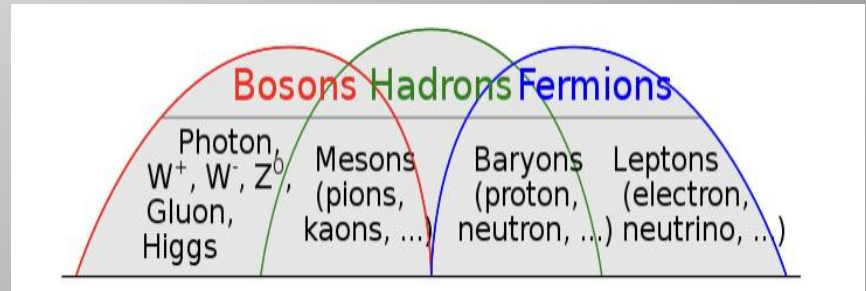 Bosons Hadrons Fermions
Photon,
W⁺, W⁻, Z⁰,
Gluon,
Higgs
Mesons
(pions,
kaons, ...)
Baryons
(proton,
neutron, ...)
Leptons
(electron,
neutrino, ...)